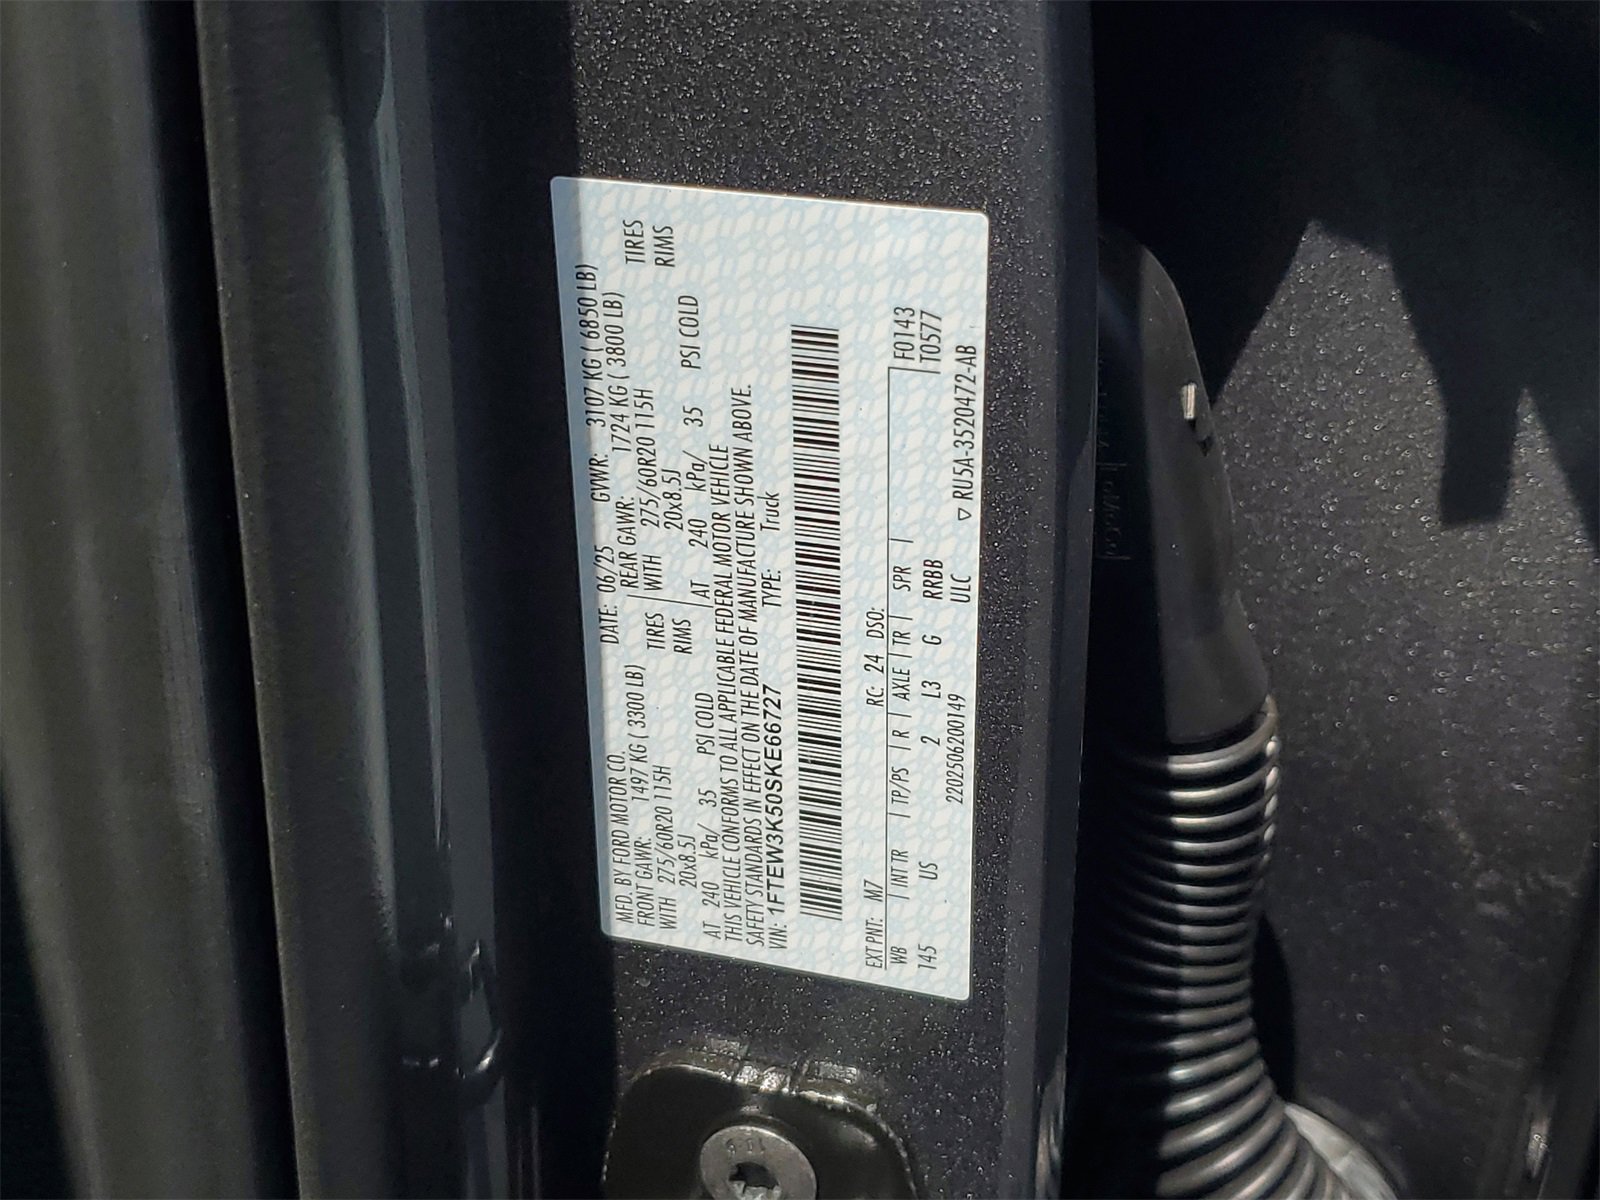 MFD. BY FORD MOTOR CO.
DATE: 06/25 GVWR: 3107 KG ( 6850 LB)
FRONT GAWR: 1497 KG ( 3300 LB)
REAR GAWR: 1724 KG ( 3800 LB)
WITH 275/60R20 115H TIRES
WITH 275/60R20 115H TIRES
20x8.5J RIMS
20x8.5J RIMS
AT 240 kPa/ 35 PSI COLD
AT 240 kPa/ 35 PSI COLD
THIS VEHICLE CONFORMS TO ALL APPLICABLE FEDERAL MOTOR VEHICLE
SAFETY STANDARDS IN EFFECT ON THE DATE OF MANUFACTURE SHOWN ABOVE.
VIN: 1FTEW3K50SKE66727 TYPE: Truck
EXT PNT: M7 RC: 24 DSO:
WB | INT TR | TP/PS | R | AXLE | TR | SPR | F0143
145 US 2 L3 G RRBB T0577
ULC
2202506200149 ▽ RU5A-3520472-AB